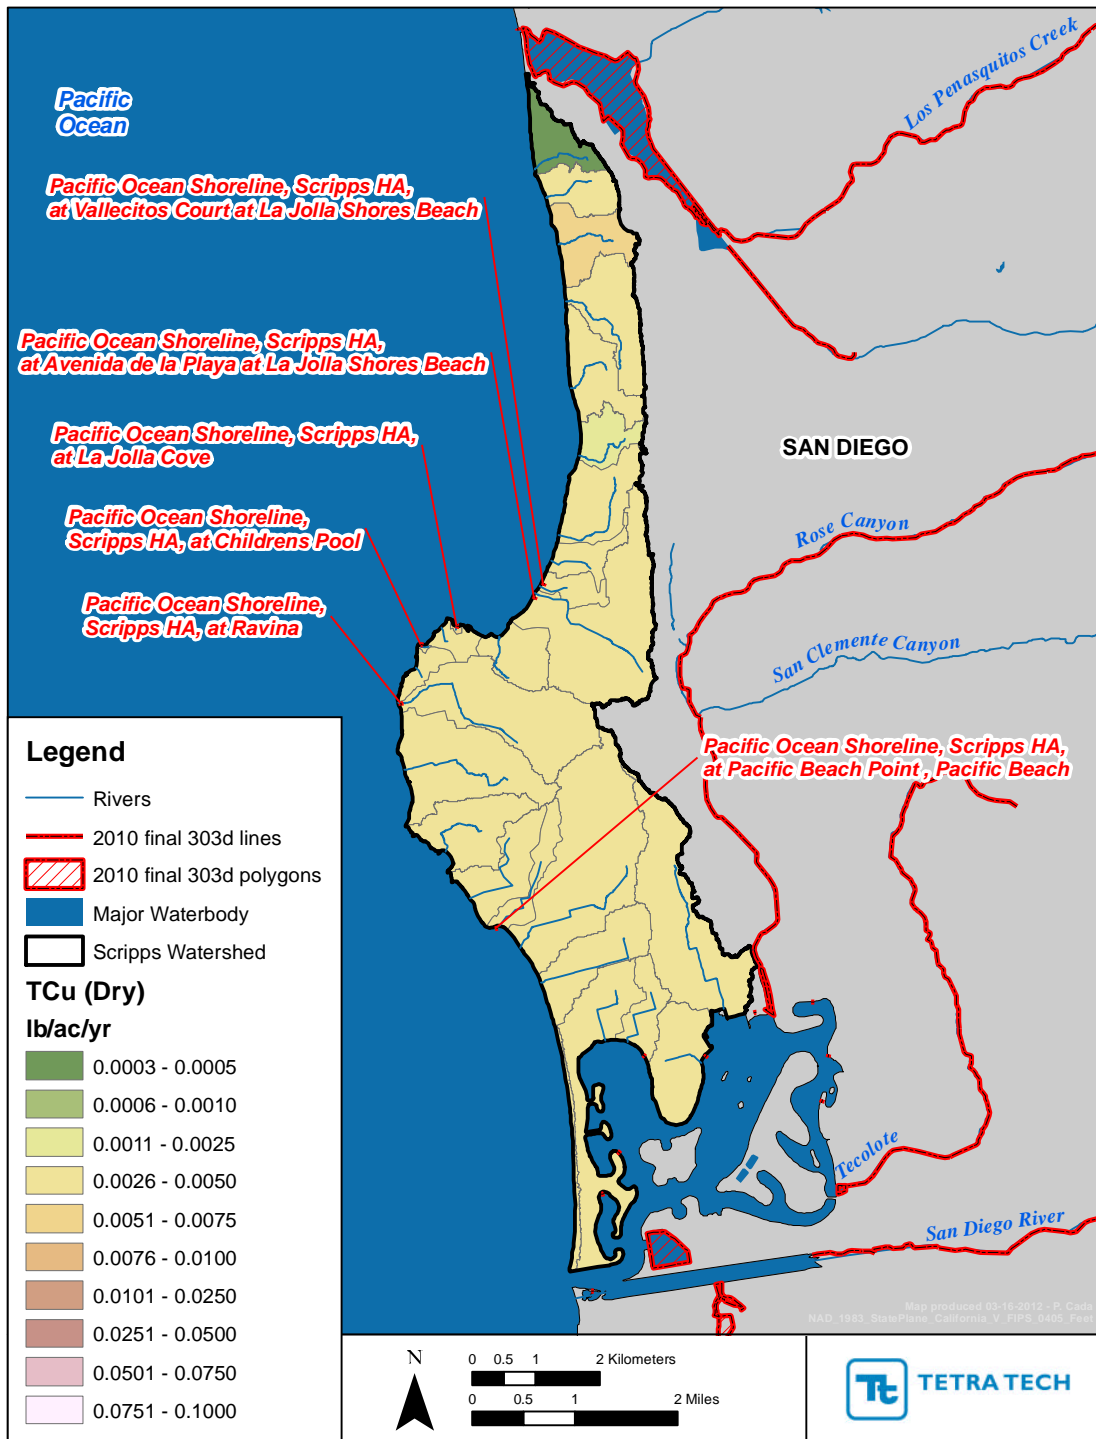 Pacific
Ocean
Los Penasquitos Creek
Pacific Ocean Shoreline, Scripps HA,
at Vallecitos Court at La Jolla Shores Beach
Pacific Ocean Shoreline, Scripps HA,
at Avenida de la Playa at La Jolla Shores Beach
Pacific Ocean Shoreline, Scripps HA,
at La Jolla Cove
SAN DIEGO
Pacific Ocean Shoreline,
Scripps HA, at Childrens Pool
Rose Canyon
Pacific Ocean Shoreline,
Scripps HA, at Ravina
San Clemente Canyon
Pacific Ocean Shoreline, Scripps HA,
at Pacific Beach Point , Pacific Beach
Tecolote
San Diego River
Legend
Rivers
2010 final 303d lines
2010 final 303d polygons
Major Waterbody
Scripps Watershed
TCu (Dry)
lb/ac/yr
0.0003 - 0.0005
0.0006 - 0.0010
0.0011 - 0.0025
0.0026 - 0.0050
0.0051 - 0.0075
0.0076 - 0.0100
0.0101 - 0.0250
0.0251 - 0.0500
0.0501 - 0.0750
0.0751 - 0.1000
Map produced 03-16-2012 - P. Cada
NAD_1983_StatePlane_California_V_FIPS_0405_Feet
N
0 0.5 1 2 Kilometers
0 0.5 1 2 Miles
Tt TETRA TECH